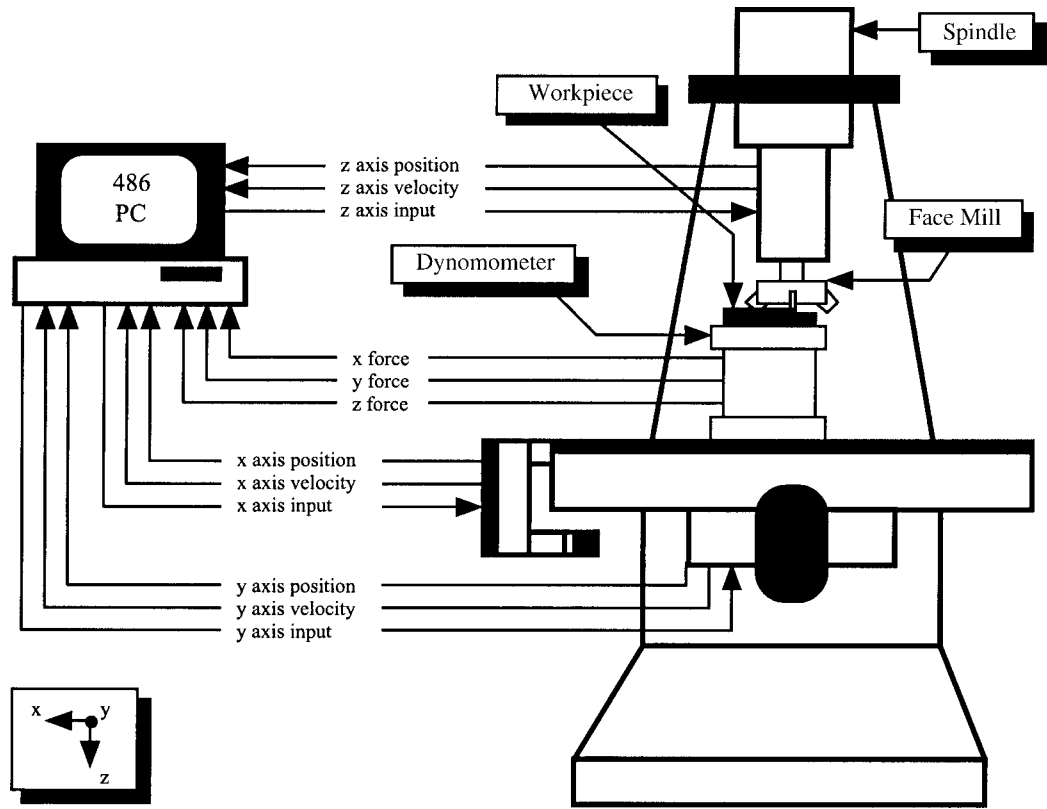 Spindle
Workpiece
486
PC
z axis position
z axis velocity
z axis input
Face Mill
Dynomometer
x force
y force
z force
x axis position
x axis velocity
x axis input
y axis position
y axis velocity
y axis input
x
y
z